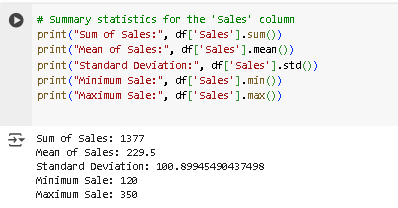 # Summary statistics for the 'Sales' column
print("Sum of Sales:", df['Sales'].sum())
print("Mean of Sales:", df['Sales'].mean())
print("Standard Deviation:", df['Sales'].std())
print("Minimum Sale:", df['Sales'].min())
print("Maximum Sale:", df['Sales'].max())
Sum of Sales: 1377
Mean of Sales: 229.5
Standard Deviation: 100.89945490437498
Minimum Sale: 120
Maximum Sale: 350